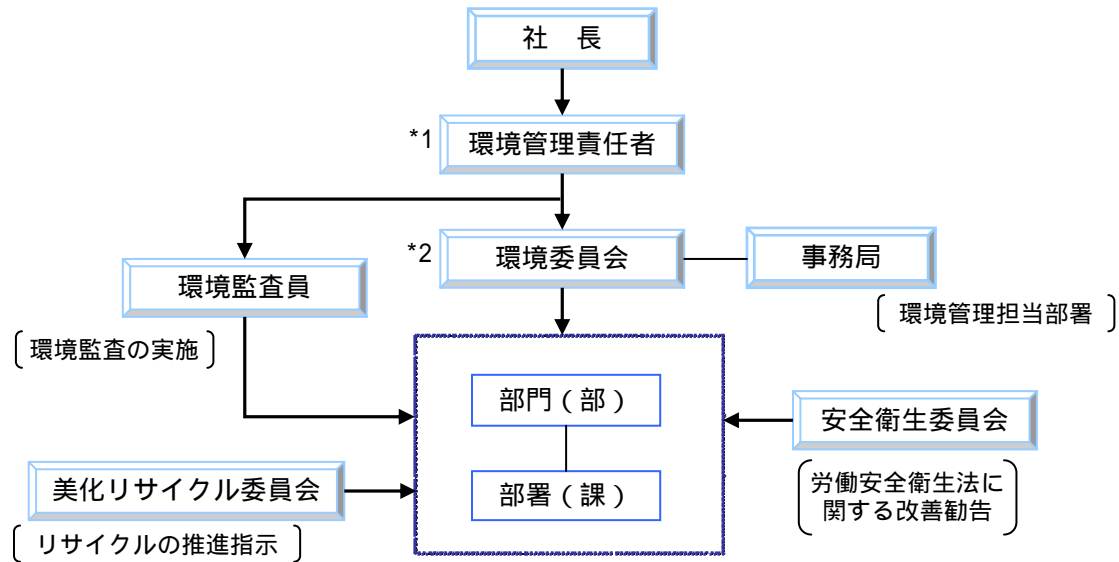 社　長
*1
環境管理責任者
*2
環境委員会
事務局
環境監査員
〔 環境管理担当部署 〕
〔 環境監査の実施 〕
部門（部）
安全衛生委員会
美化リサイクル委員会
部署（課）
労働安全衛生法に
関する改善勧告
〔 リサイクルの推進指示 〕